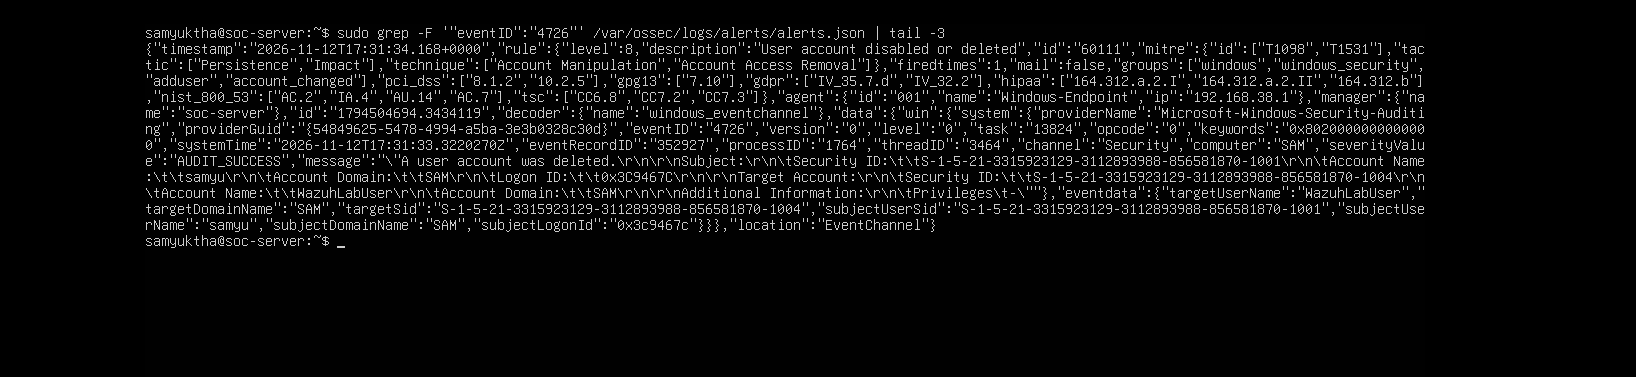 samyuktha@soc-server:~$ sudo grep -F '"eventID":"4726"' /var/ossec/logs/alerts/alerts.json | tail -3
{"timestamp":"2026-11-12T17:31:34.168+0000","rule":{"level":8,"description":"User account disabled or deleted","id":"60111","mitre":{"id":["T1098","T1531"],"tac
tic":["Persistence","Impact"],"technique":["Account Manipulation","Account Access Removal"]},"firedtimes":1,"mail":false,"groups":["windows","windows_security",
"adduser","account_changed"],"pci_dss":["8.1.2","10.2.5"],"gpg13":["7.10"],"gdpr":["IV_35.7.d","IV_32.2"],"hipaa":["164.312.a.2.I","164.312.a.2.II","164.312.b"]
,"nist_800_53":["AC.2","IA.4","AU.14","AC.7"],"tsc":["CC6.8","CC7.2","CC7.3"]},"agent":{"id":"001","name":"Windows-Endpoint","ip":"192.168.38.1"},"manager":{"na
me":"soc-server"},"id":"1794504694.3434119","decoder":{"name":"windows_eventchannel"},"data":{"win":{"system":{"providerName":"Microsoft-Windows-Security-Auditi
ng","providerGuid":"{54849625-5478-4994-a5ba-3e3b0328c30d}","eventID":"4726","version":"0","level":"0","task":"13824","opcode":"0","keywords":"0x802000000000000
0","systemTime":"2026-11-12T17:31:33.3220270Z","eventRecordID":"352927","processID":"1764","threadID":"3464","channel":"Security","computer":"SAM","severityValu
e":"AUDIT_SUCCESS","message":"\"A user account was deleted.\r\n\r\nSubject:\r\n\tSecurity ID:\t\tS-1-5-21-3315923129-3112893988-856581870-1001\r\n\tAccount Name
:\t\tsamyu\r\n\tAccount Domain:\t\tSAM\r\n\tLogon ID:\t\t0x3C9467C\r\n\r\nTarget Account:\r\n\tSecurity ID:\t\tS-1-5-21-3315923129-3112893988-856581870-1004\r\n
\tAccount Name:\t\tWazuhLabUser\r\n\tAccount Domain:\t\tSAM\r\n\r\nAdditional Information:\r\n\tPrivileges\t-\""},"eventdata":{"targetUserName":"WazuhLabUser","
targetDomainName":"SAM","targetSid":"S-1-5-21-3315923129-3112893988-856581870-1004","subjectUserSid":"S-1-5-21-3315923129-3112893988-856581870-1001","subjectUse
rName":"samyu","subjectDomainName":"SAM","subjectLogonId":"0x3c9467c"}}},"location":"EventChannel"}
samyuktha@soc-server:~$ _